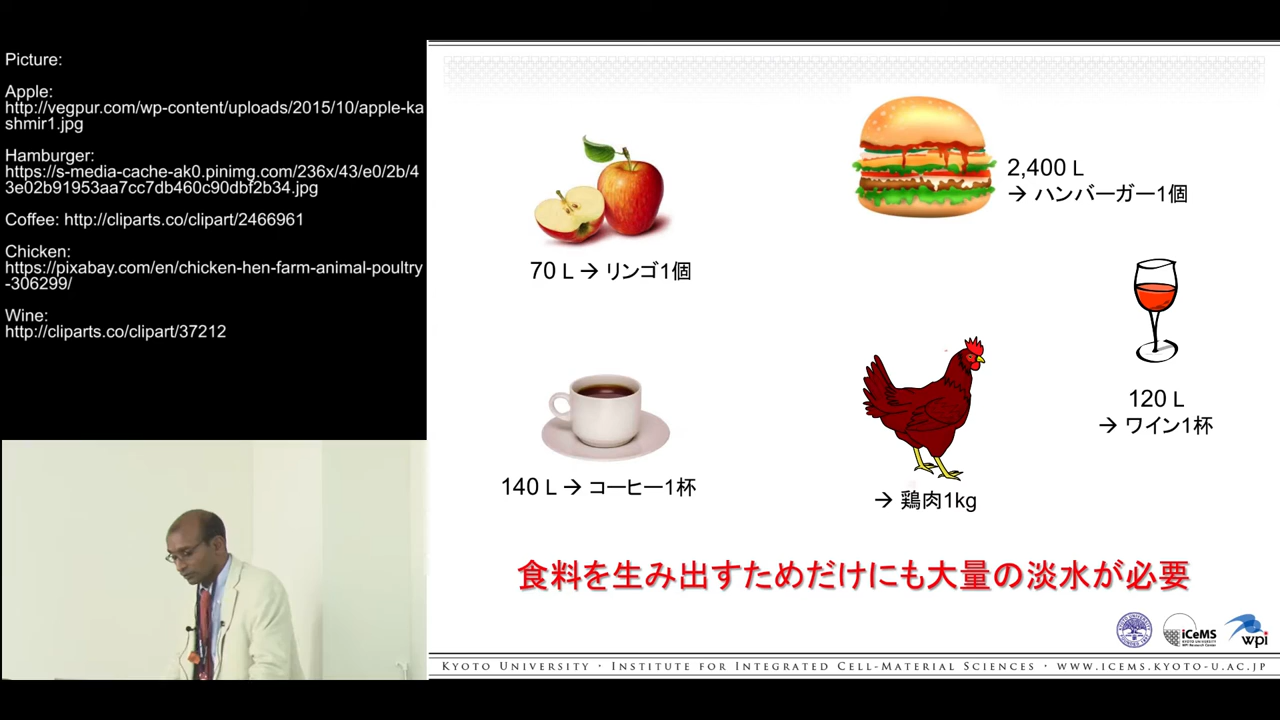 Picture:
Apple:
http://vegpur.com/wp-content/uploads/2015/10/apple-ka
shmir1.jpg
Hamburger:
https://s-media-cache-ak0.pinimg.com/236x/43/e0/2b/4
3e02b91953aa7cc7db460c90dbf2b34.jpg
Coffee: http://cliparts.co/clipart/2466961
Chicken:
https://pixabay.com/en/chicken-hen-farm-animal-poultry
-306299/
Wine:
http://cliparts.co/clipart/37212
2,400 L
→ ハンバーガー1個
70 L → リンゴ1個
120 L
→ ワイン1杯
140 L → コーヒー1杯
→ 鶏肉1kg
食料を生み出すためだけにも大量の淡水が必要
iCeMS
wpi
KYOTO UNIVERSITY · INSTITUTE FOR INTEGRATED CELL-MATERIAL SCIENCES · WWW.ICEMS.KYOTO-U.AC.JP